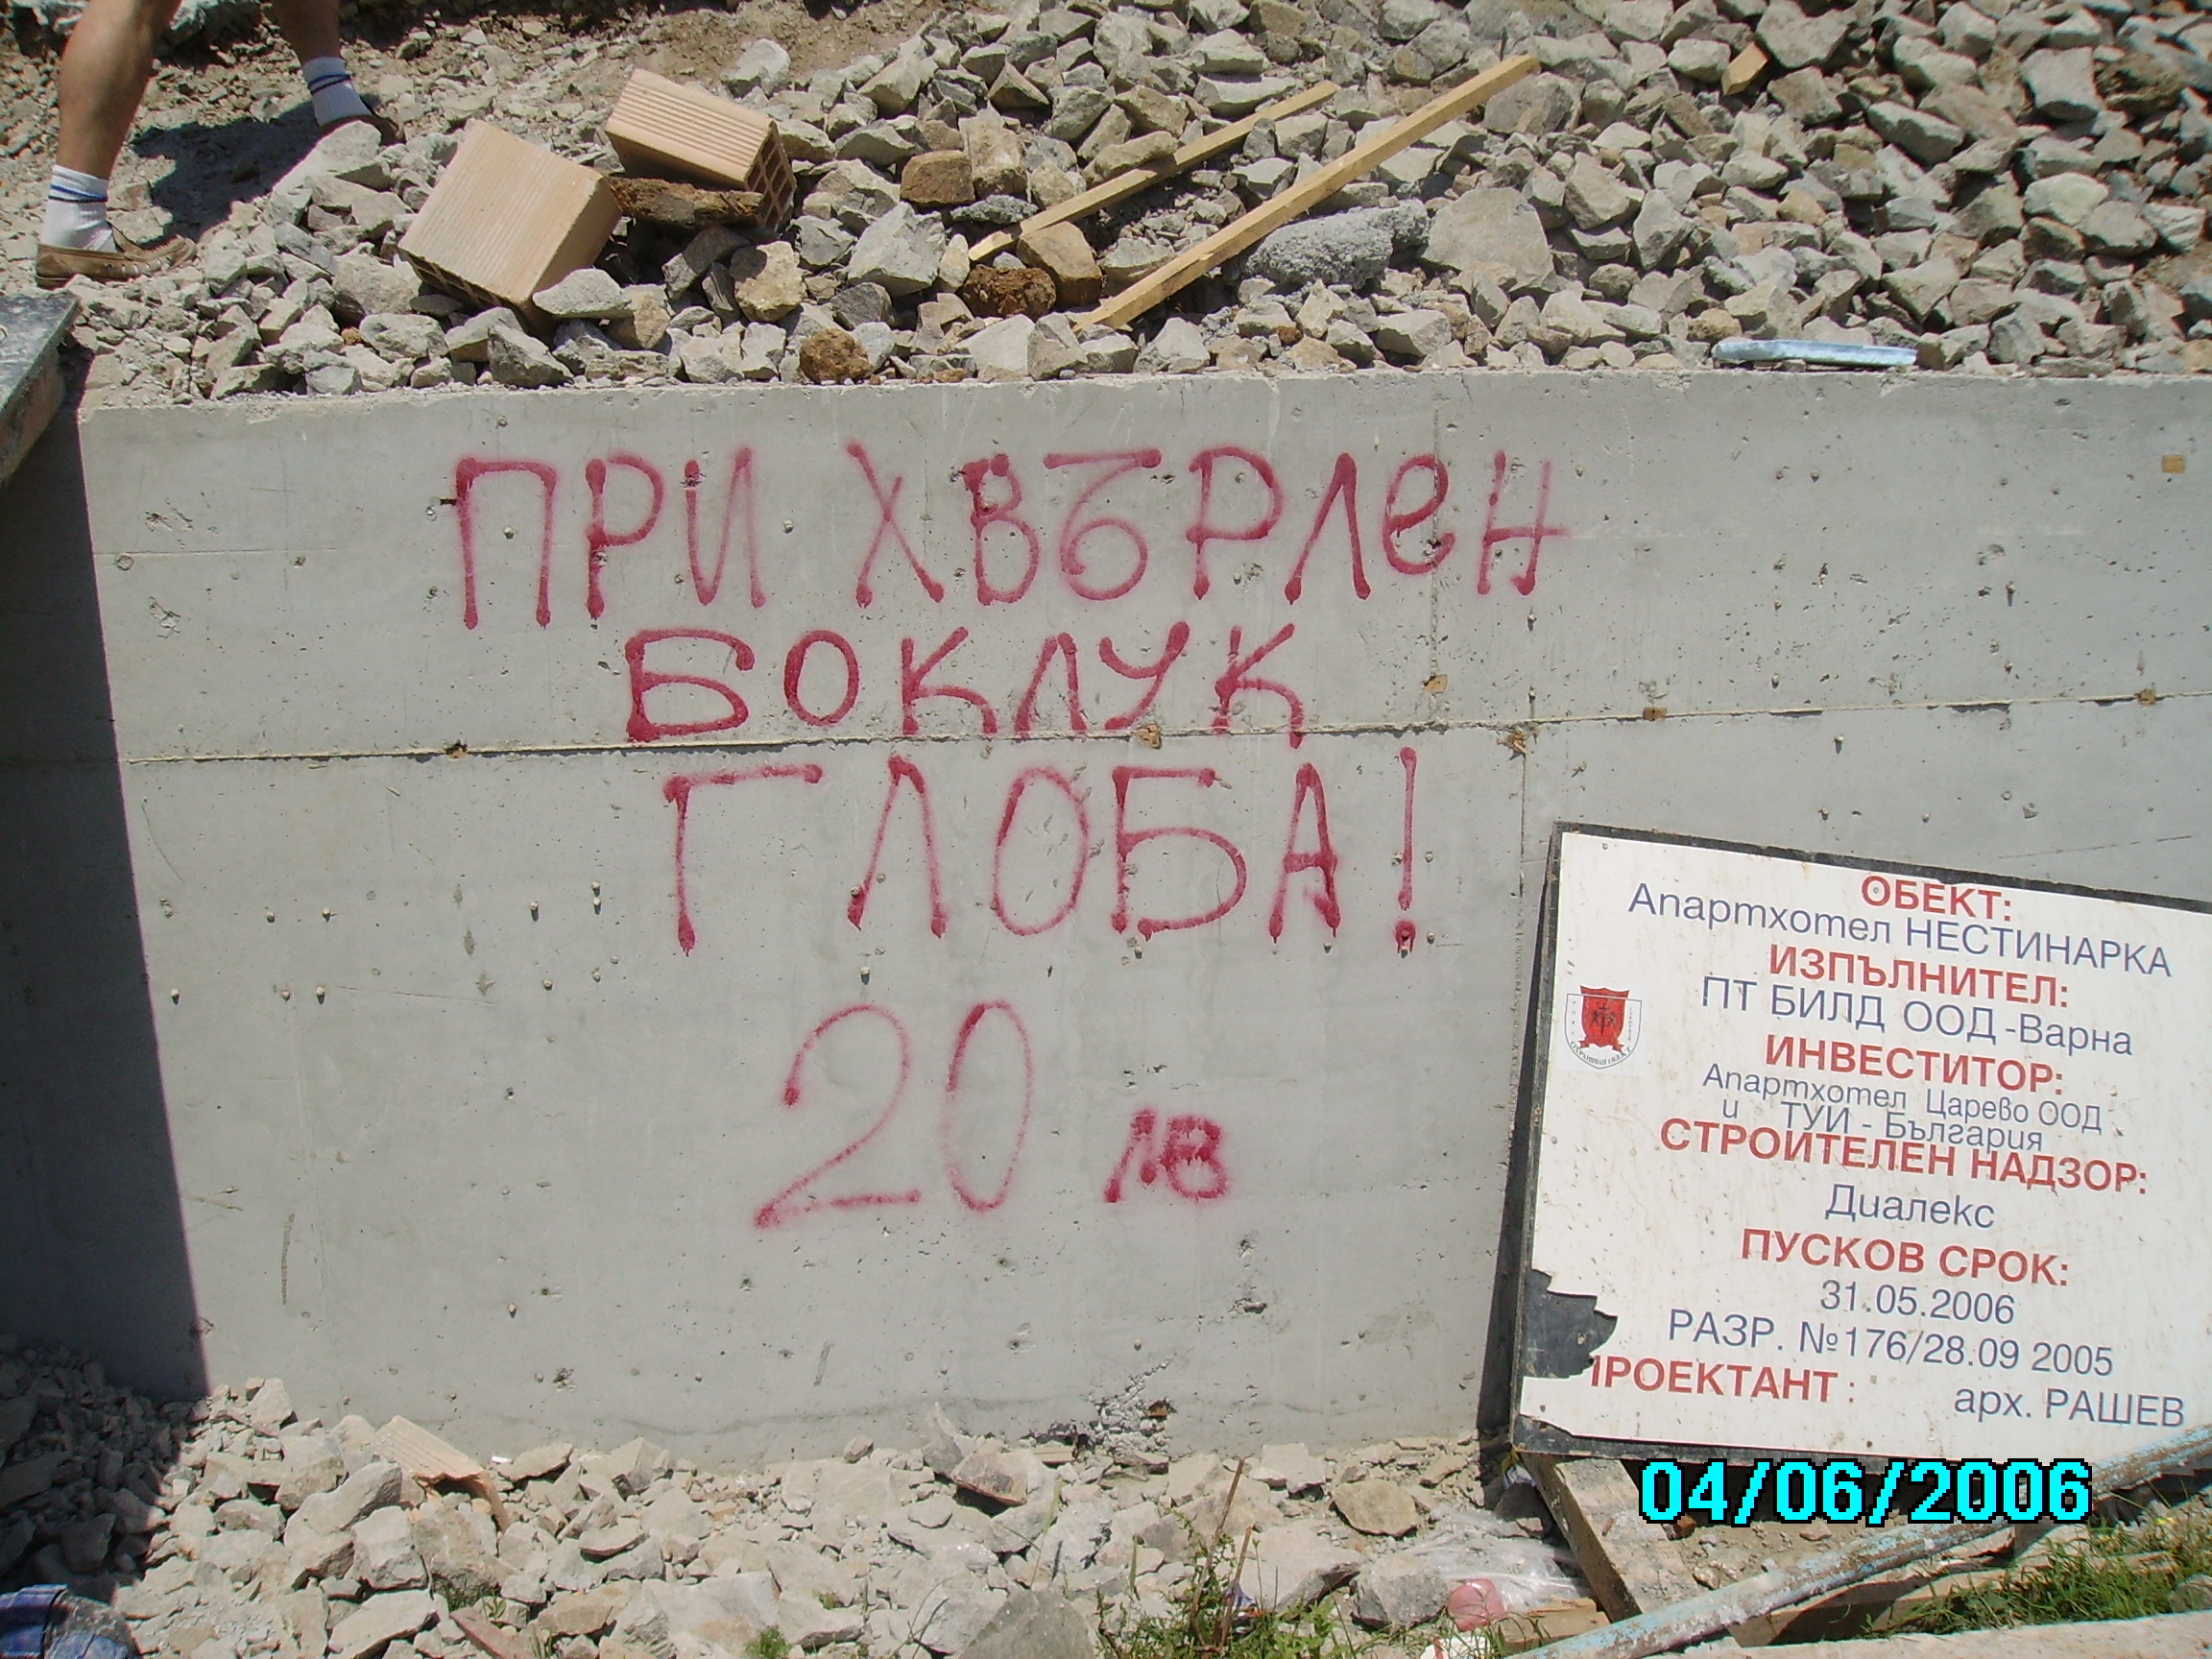 ПРИ ХВЪРЛЕН
БОКЛУК
ГЛОБА!
20 лв
ОБЕКТ:
Апартхотел НЕСТИНАРКА
ИЗПЪЛНИТЕЛ:
ПТ БИЛД ООД-Варна
ИНВЕСТИТОР:
Апартхотел Царево ООД
и ТУИ - България
СТРОИТЕЛЕН НАДЗОР:
Диалекс
ПУСКОВ СРОК:
31.05.2006
РАЗР. №176/28.09 2005
ПРОЕКТАНТ: арх. РАШЕВ
04/06/2006